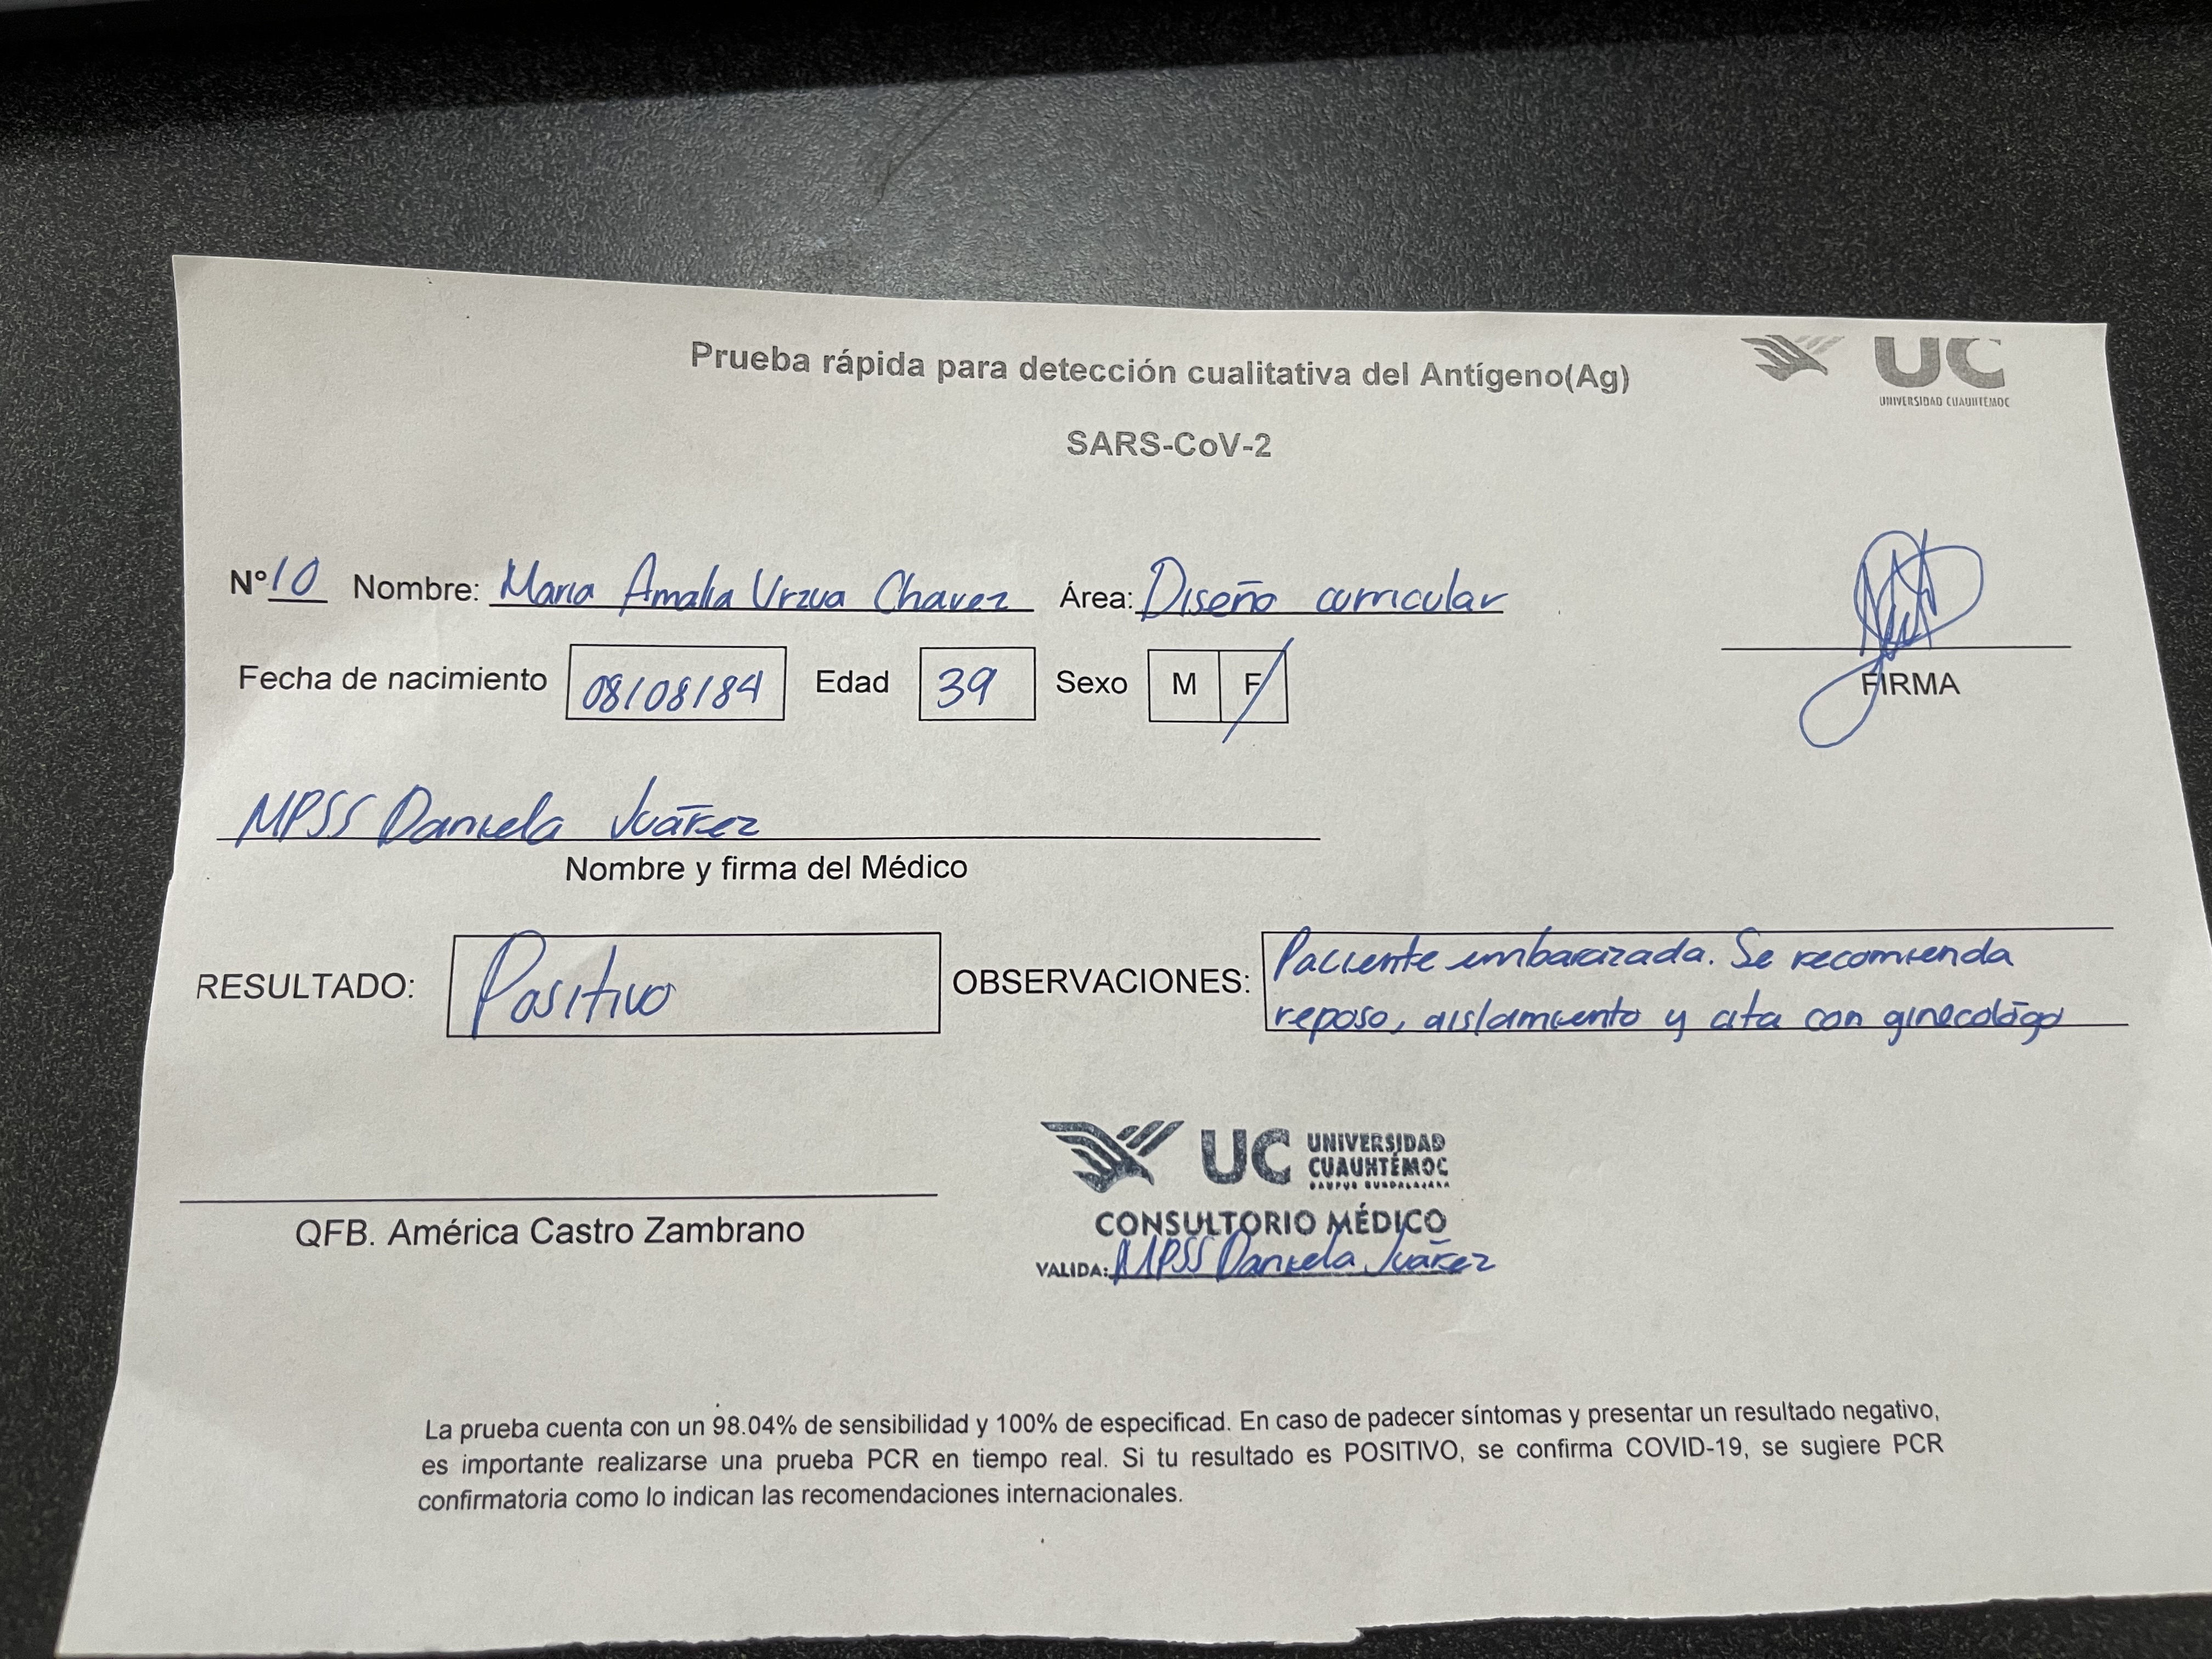 Prueba rápida para detección cualitativa del Antígeno(Ag)
UC
UNIVERSIDAD CUAUHTEMOC
SARS-CoV-2
N° 10 Nombre: Maria Amalia Urzua Chavez Área: Diseño curricular
Fecha de nacimiento 08/08/84 Edad 39 Sexo M F
FIRMA
MPSS Daniela Juárez
Nombre y firma del Médico
RESULTADO: Positivo OBSERVACIONES: Paciente embarazada. Se recomienda
reposo, aislamiento y cita con ginecológo
UC UNIVERSIDAD
CUAUHTÉMOC
CAMPUS GUADALAJARA
QFB. América Castro Zambrano
CONSULTORIO MÉDICO
VALIDA: MPSS Daniela Juárez
La prueba cuenta con un 98.04% de sensibilidad y 100% de especificad. En caso de padecer síntomas y presentar un resultado negativo,
es importante realizarse una prueba PCR en tiempo real. Si tu resultado es POSITIVO, se confirma COVID-19, se sugiere PCR
confirmatoria como lo indican las recomendaciones internacionales.